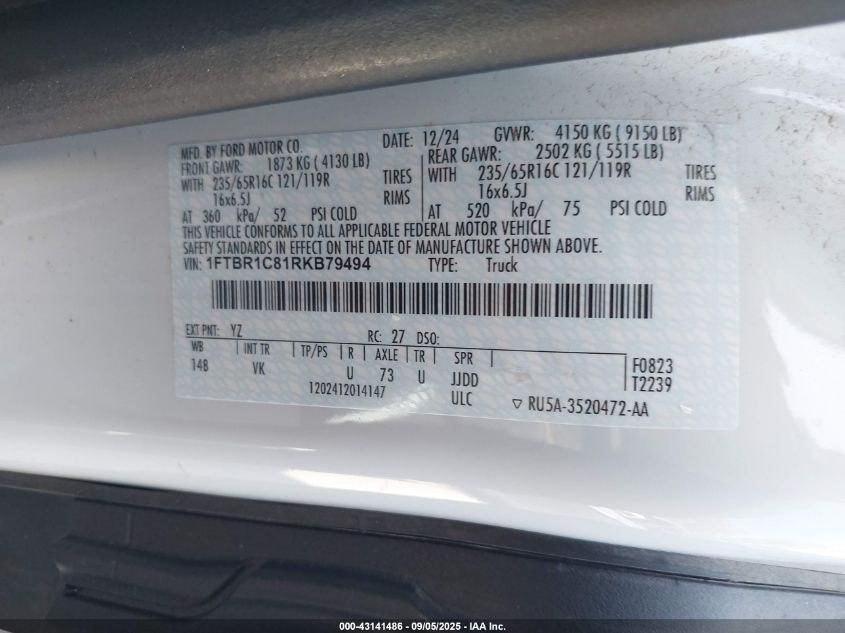 MFD. BY FORD MOTOR CO. DATE: 12/24 GVWR: 4150 KG ( 9150 LB)
FRONT GAWR: 1873 KG ( 4130 LB) REAR GAWR: 2502 KG ( 5515 LB)
WITH 235/65R16C 121/119R TIRES WITH 235/65R16C 121/119R TIRES
16x6.5J RIMS 16x6.5J RIMS
AT 360 kPa/ 52 PSI COLD AT 520 kPa/ 75 PSI COLD
THIS VEHICLE CONFORMS TO ALL APPLICABLE FEDERAL MOTOR VEHICLE
SAFETY STANDARDS IN EFFECT ON THE DATE OF MANUFACTURE SHOWN ABOVE.
VIN: 1FTBR1C81RKB79494 TYPE: Truck
EXT PNT: YZ RC: 27 DSO:
WB INT TR TP/PS R AXLE TR SPR F0823
148 VK U 73 U JJDD T2239
1202412014147 ULC ▽ RU5A-3520472-AA
000-43141486 - 09/05/2025 - IAA Inc.